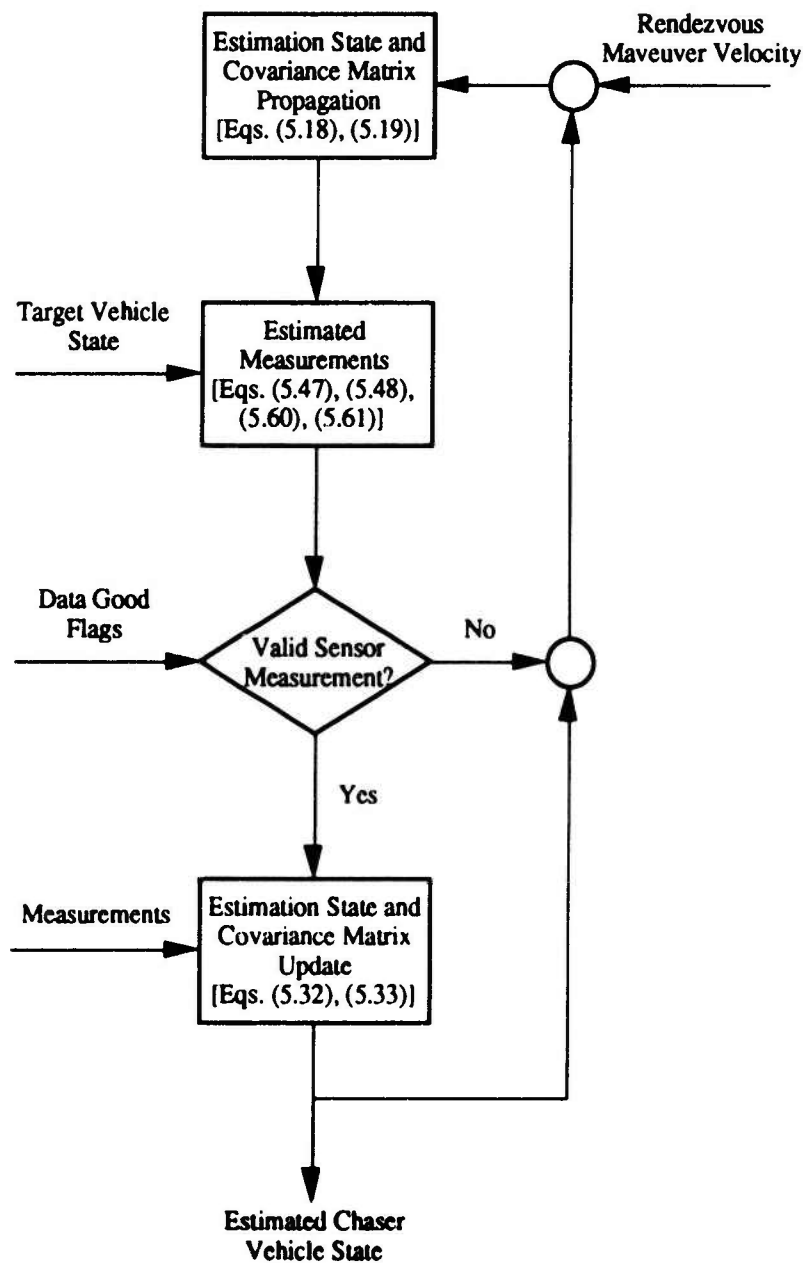 Estimation State and
Covariance Matrix
Propagation
[Eqs. (5.18), (5.19)]
Rendezvous
Maveuver Velocity
Target Vehicle
State
Estimated
Measurements
[Eqs. (5.47), (5.48),
(5.60), (5.61)]
Data Good
Flags
Valid Sensor
Measurement?
No
Yes
Measurements
Estimation State and
Covariance Matrix
Update
[Eqs. (5.32), (5.33)]
Estimated Chaser
Vehicle State